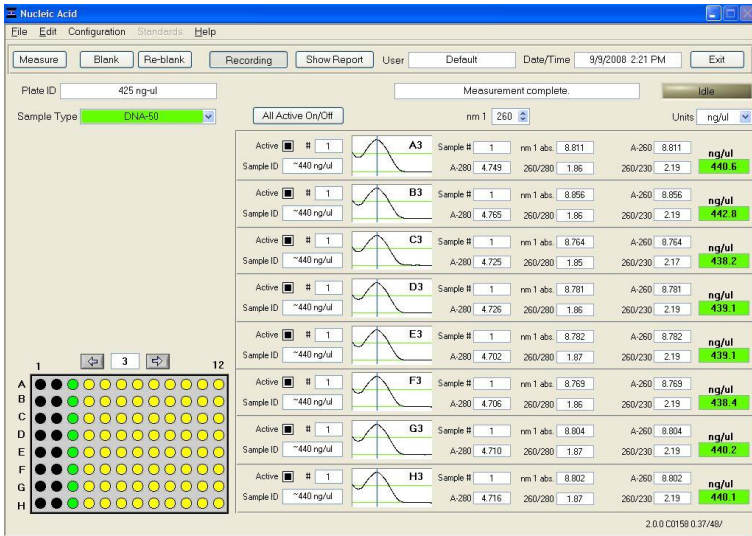 Nucleic Acid
File Edit Configuration Standards Help
Measure Blank Re-blank Recording Show Report User Default Date/Time 9/9/2008 2:21 PM Exit
Plate ID 425 ng-ul Measurement complete. Idle
Sample Type DNA-50 All Active On/Off nm 1 260 Units ng/ul
Active # 1 A3 Sample # 1 nm 1 abs. 8.811 A-260 8.811 ng/ul
Sample ID ~440 ng/ul A-280 4.749 260/280 1.86 260/230 2.19 440.6
Active # 1 B3 Sample # 1 nm 1 abs. 8.856 A-260 8.856 ng/ul
Sample ID ~440 ng/ul A-280 4.765 260/280 1.86 260/230 2.19 442.8
Active # 1 C3 Sample # 1 nm 1 abs. 8.764 A-260 8.764 ng/ul
Sample ID ~440 ng/ul A-280 4.725 260/280 1.85 260/230 2.17 438.2
Active # 1 D3 Sample # 1 nm 1 abs. 8.781 A-260 8.781 ng/ul
Sample ID ~440 ng/ul A-280 4.726 260/280 1.86 260/230 2.19 439.1
Active # 1 E3 Sample # 1 nm 1 abs. 8.782 A-260 8.782 ng/ul
Sample ID ~440 ng/ul A-280 4.702 260/280 1.87 260/230 2.19 439.1
Active # 1 F3 Sample # 1 nm 1 abs. 8.769 A-260 8.769 ng/ul
Sample ID ~440 ng/ul A-280 4.706 260/280 1.86 260/230 2.19 438.4
Active # 1 G3 Sample # 1 nm 1 abs. 8.804 A-260 8.804 ng/ul
Sample ID ~440 ng/ul A-280 4.710 260/280 1.87 260/230 2.19 440.2
Active # 1 H3 Sample # 1 nm 1 abs. 8.802 A-260 8.802 ng/ul
Sample ID ~440 ng/ul A-280 4.716 260/280 1.87 260/230 2.19 440.1
3
1 12
A
B
C
D
E
F
G
H
2.0.0 C0158 0.37/48/